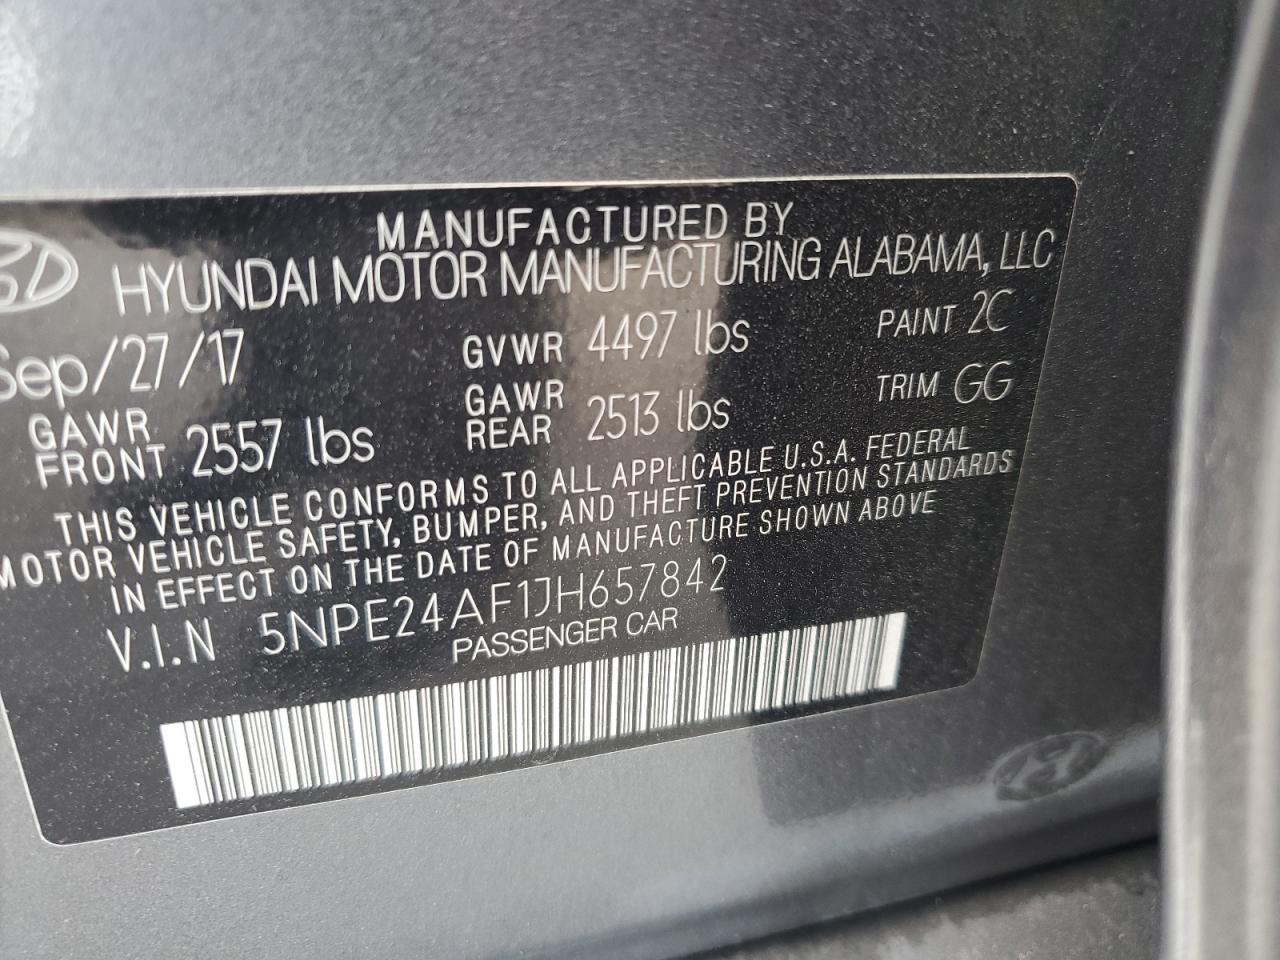 MANUFACTURED BY
HYUNDAI MOTOR MANUFACTURING ALABAMA, LLC
Sep/27/17 GVWR 4497 lbs PAINT 2C
GAWR FRONT 2557 lbs GAWR REAR 2513 lbs TRIM GG
THIS VEHICLE CONFORMS TO ALL APPLICABLE U.S.A. FEDERAL
MOTOR VEHICLE SAFETY, BUMPER, AND THEFT PREVENTION STANDARDS
IN EFFECT ON THE DATE OF MANUFACTURE SHOWN ABOVE
V.I.N 5NPE24AF1JH657842
PASSENGER CAR